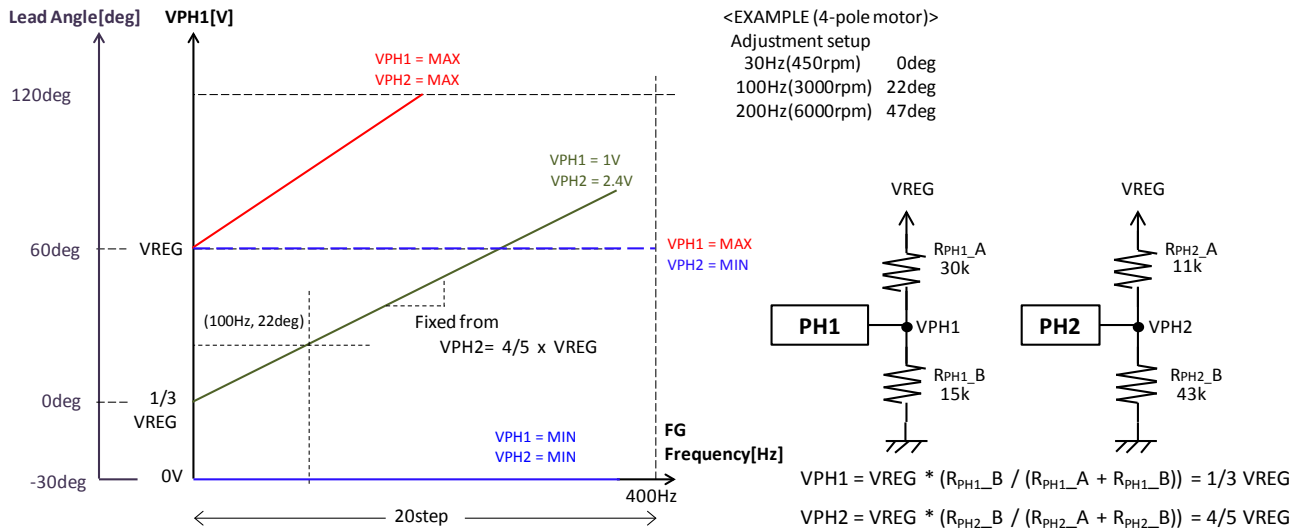 Lead Angle[deg]
VPH1[V]
VPH1 = MAX
VPH2 = MAX
120deg
VPH1 = 1V
VPH2 = 2.4V
60deg
VREG
VPH1 = MAX
VPH2 = MIN
(100Hz, 22deg)
Fixed from
VPH2= 4/5 x VREG
0deg
1/3
VREG
VPH1 = MIN
VPH2 = MIN
FG
Frequency[Hz]
-30deg
0V
400Hz
20step
<EXAMPLE (4-pole motor)>
Adjustment setup
30Hz(450rpm) 0deg
100Hz(3000rpm) 22deg
200Hz(6000rpm) 47deg
VREG
RPH1_A
30k
PH1
VPH1
RPH1_B
15k
VREG
RPH2_A
11k
PH2
VPH2
RPH2_B
43k
VPH1 = VREG * (RPH1_B / (RPH1_A + RPH1_B)) = 1/3 VREG
VPH2 = VREG * (RPH2_B / (RPH2_A + RPH2_B)) = 4/5 VREG